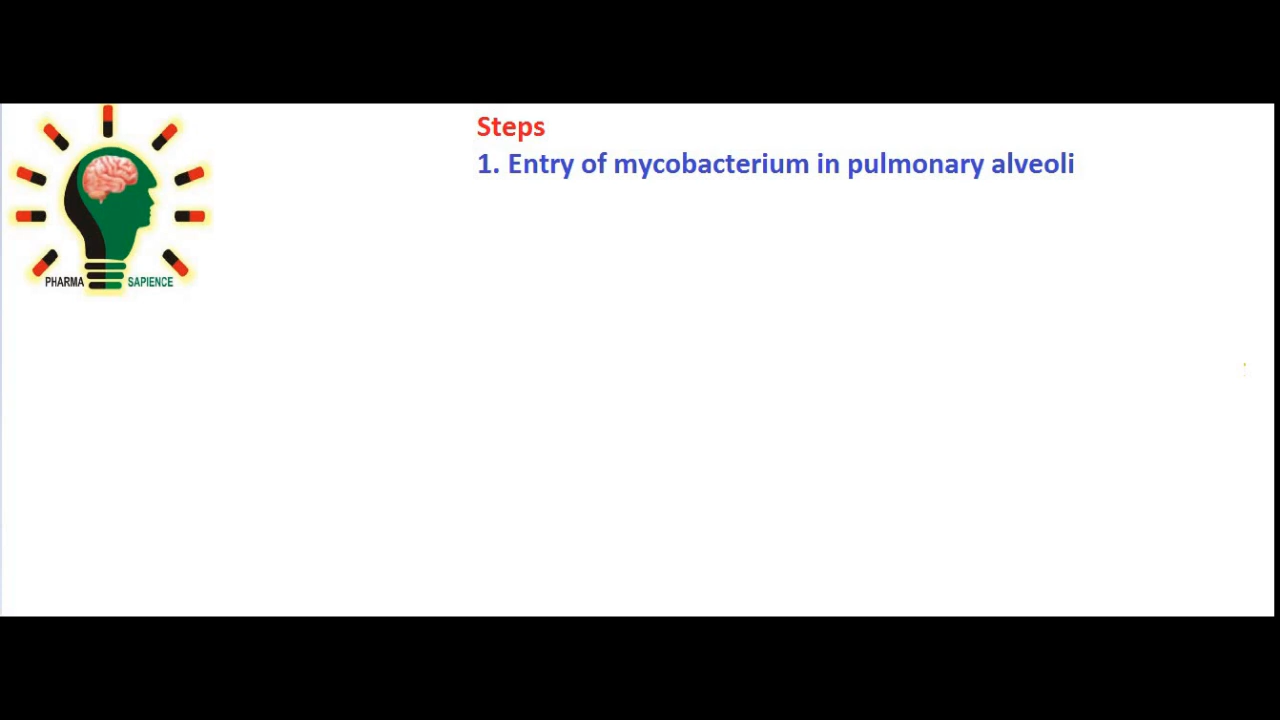 Steps
1. Entry of mycobacterium in pulmonary alveoli
PHARMA SAPIENCE